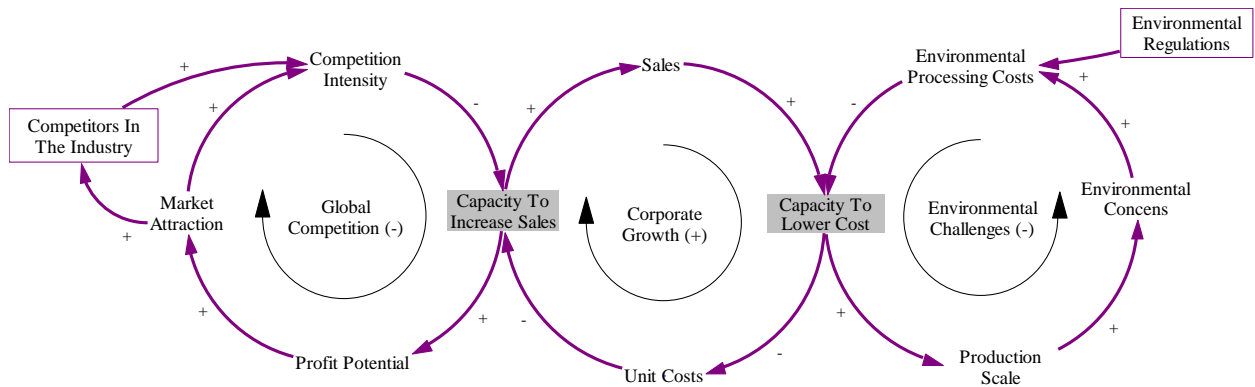 Environmental
Regulations
Competition
Intensity
Sales
Environmental
Processing Costs
+
+
-
+
+
-
+
+
Competitors In
The Industry
+
Market
Attraction
Global
Competition (-)
Capacity To
Increase Sales
Corporate
Growth (+)
Capacity To
Lower Cost
Environmental
Challenges (-)
Environmental
Concens
+
+
+
-
-
+
+
Profit Potential
Unit Costs
Production
Scale